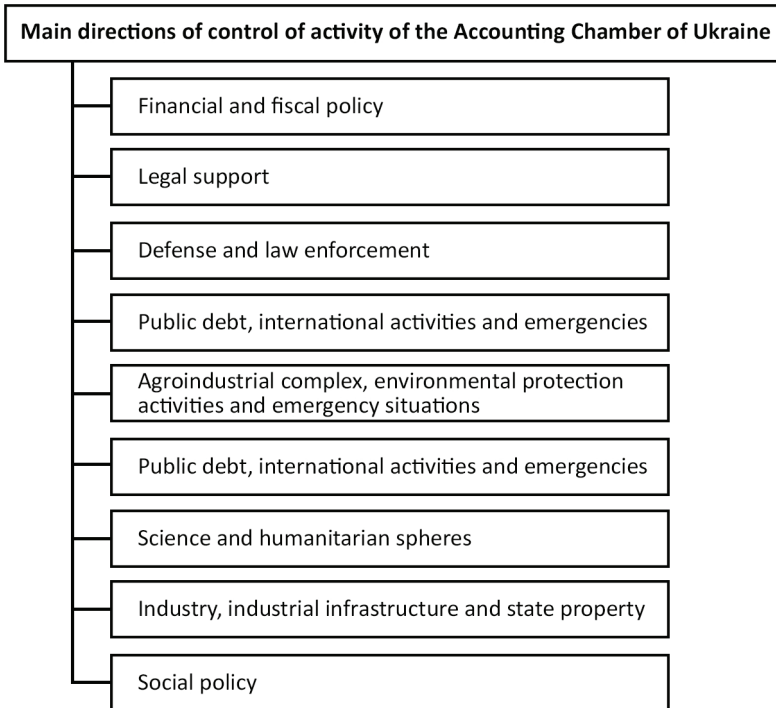 Main directions of control of activity of the Accounting Chamber of Ukraine
Financial and fiscal policy
Legal support
Defense and law enforcement
Public debt, international activities and emergencies
Agroindustrial complex, environmental protection
activities and emergency situations
Public debt, international activities and emergencies
Science and humanitarian spheres
Industry, industrial infrastructure and state property
Social policy